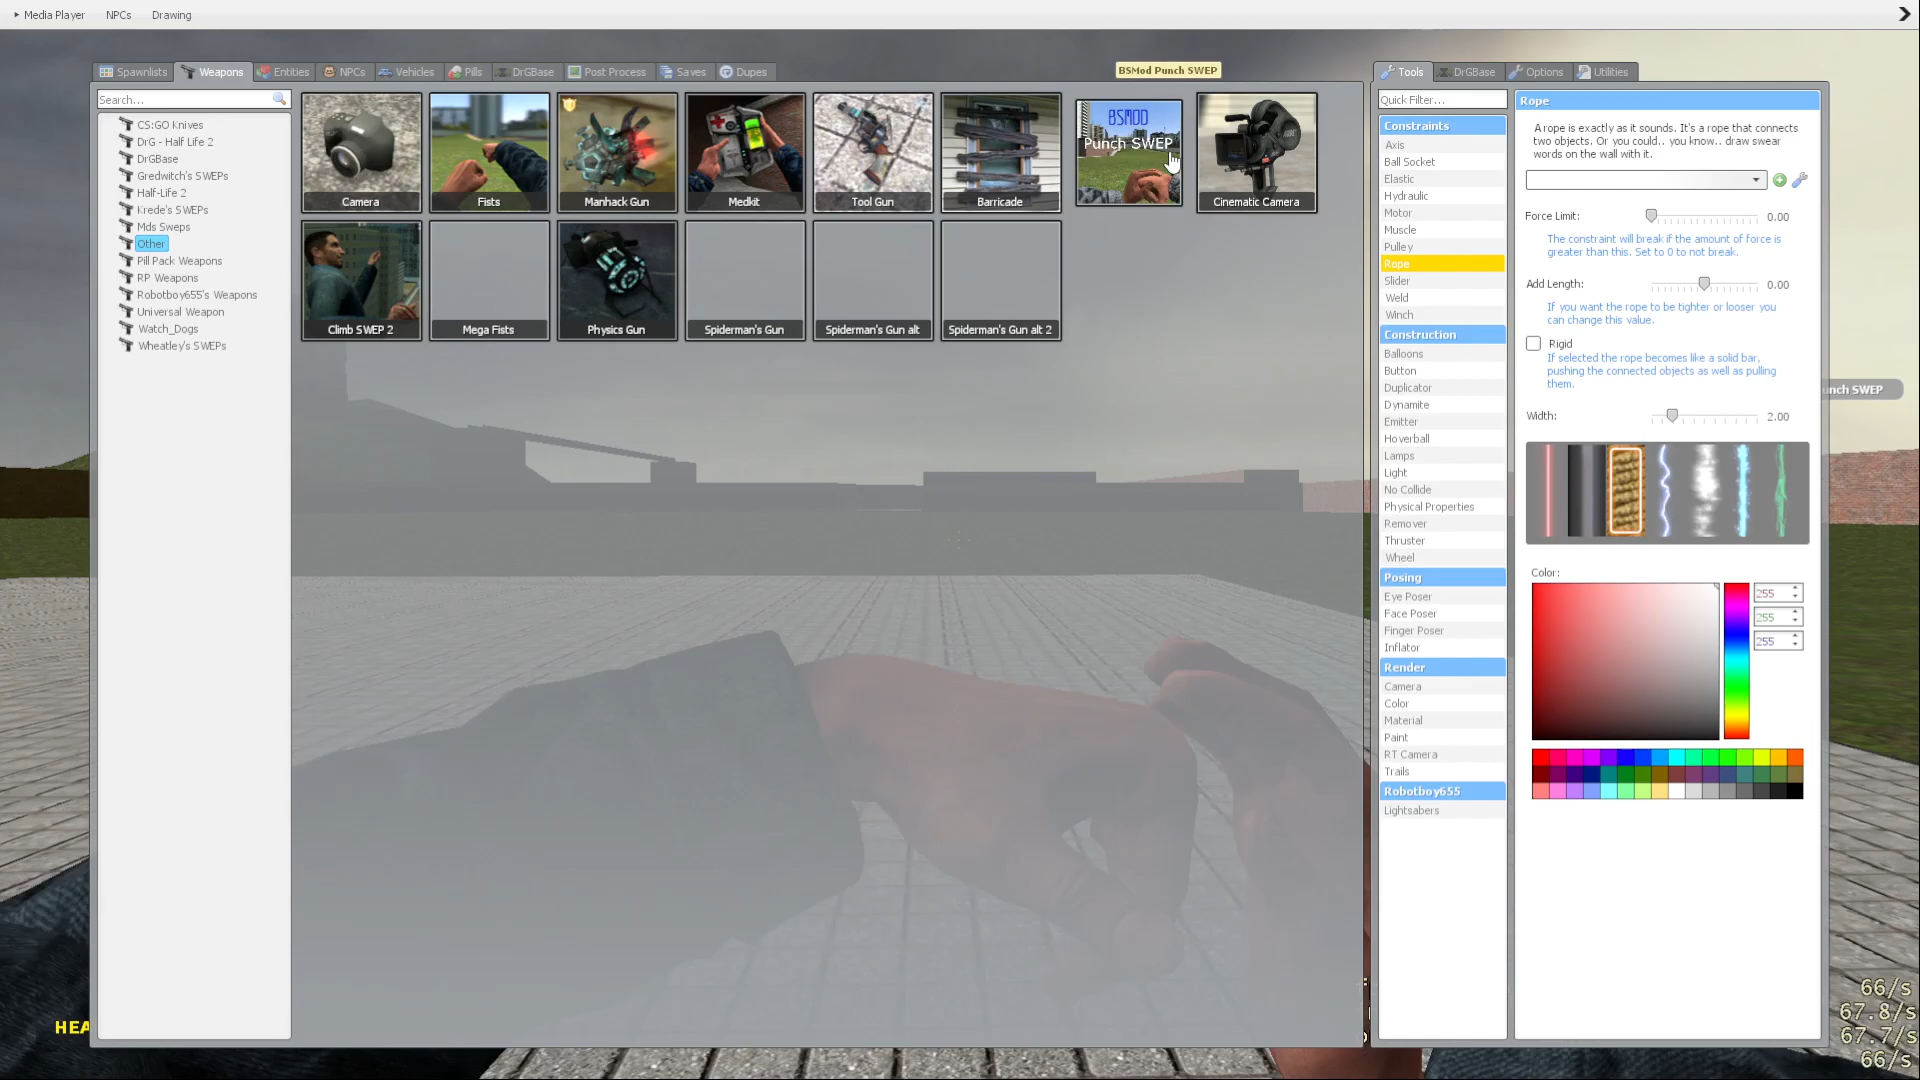 Media Player NPCs Drawing
Spawnlists Weapons Entities NPCs Vehicles Pills DrGBase Post Process Saves Dupes
BSMod Punch SWEP
Tools DrGBase Options Utilities
Search...
CS:GO Knives
DrG - Half Life 2
DrGBase
Gredwitch's SWEPs
Half-Life 2
Krede's SWEPs
Mds Sweps
Other
Pill Pack Weapons
RP Weapons
Robotboy655's Weapons
Universal Weapon
Watch_Dogs
Wheatley's SWEPs
BSMOD
Punch SWEP
Camera Fists Manhack Gun Medkit Tool Gun Barricade Cinematic Camera
Climb SWEP 2 Mega Fists Physics Gun Spiderman's Gun Spiderman's Gun alt Spiderman's Gun alt 2
Quick Filter...
Constraints
Axis
Ball Socket
Elastic
Hydraulic
Motor
Muscle
Pulley
Rope
Slider
Weld
Winch
Construction
Balloons
Button
Duplicator
Dynamite
Emitter
Hoverball
Lamps
Light
No Collide
Physical Properties
Remover
Thruster
Wheel
Posing
Eye Poser
Face Poser
Finger Poser
Inflator
Render
Camera
Color
Material
Paint
RT Camera
Trails
Robotboy655
Lightsabers
Rope
A rope is exactly as it sounds. It's a rope that connects
two objects. Or you could.. you know.. draw swear
words on the wall with it.
Force Limit: 0.00
The constraint will break if the amount of force is
greater than this. Set to 0 to not break.
Add Length: 0.00
If you want the rope to be tighter or looser you
can change this value.
Rigid
If selected the rope becomes like a solid bar,
pushing the connected objects as well as pulling
them.
Width: 2.00
Color:
255
255
255
unch SWEP
HEA
66/s
67.8/s
67.7/s
66/s